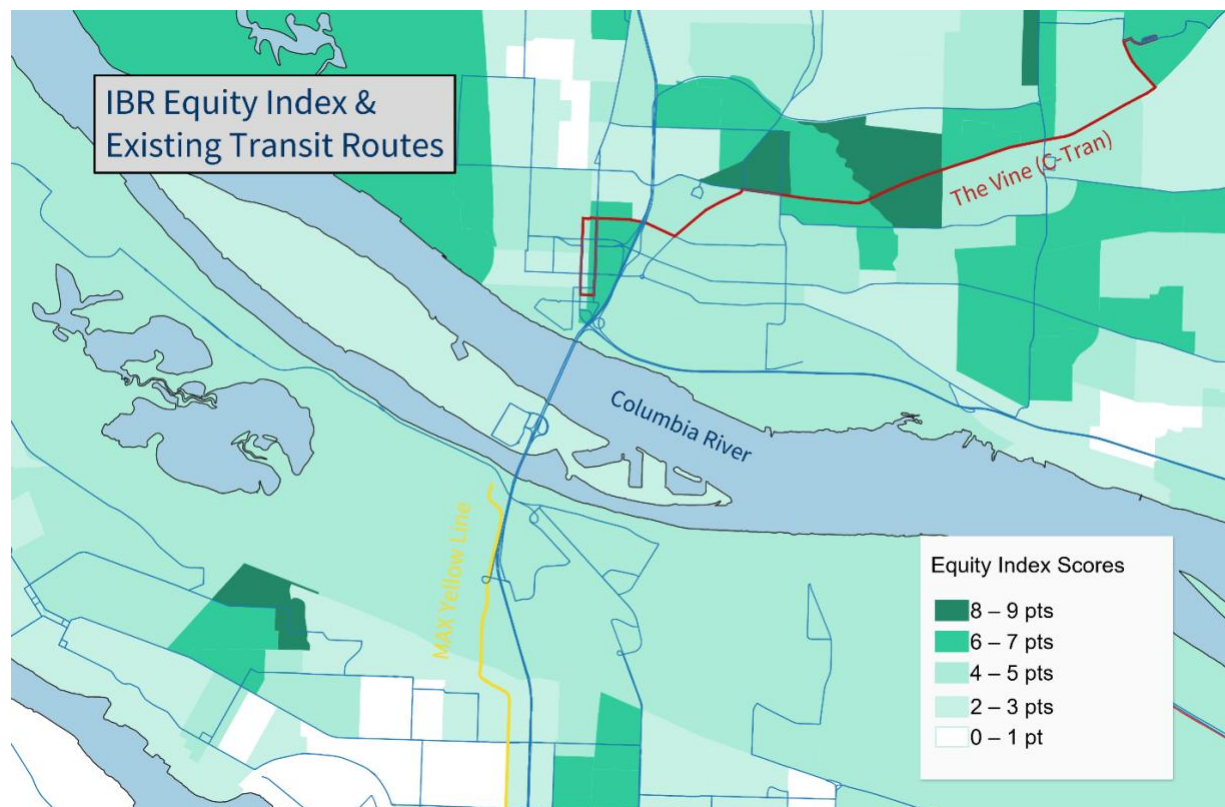 IBR Equity Index &
Existing Transit Routes
The Vine (C-Tran)
Columbia River
MAX Yellow Line
Equity Index Scores
8 – 9 pts
6 – 7 pts
4 – 5 pts
2 – 3 pts
0 – 1 pt